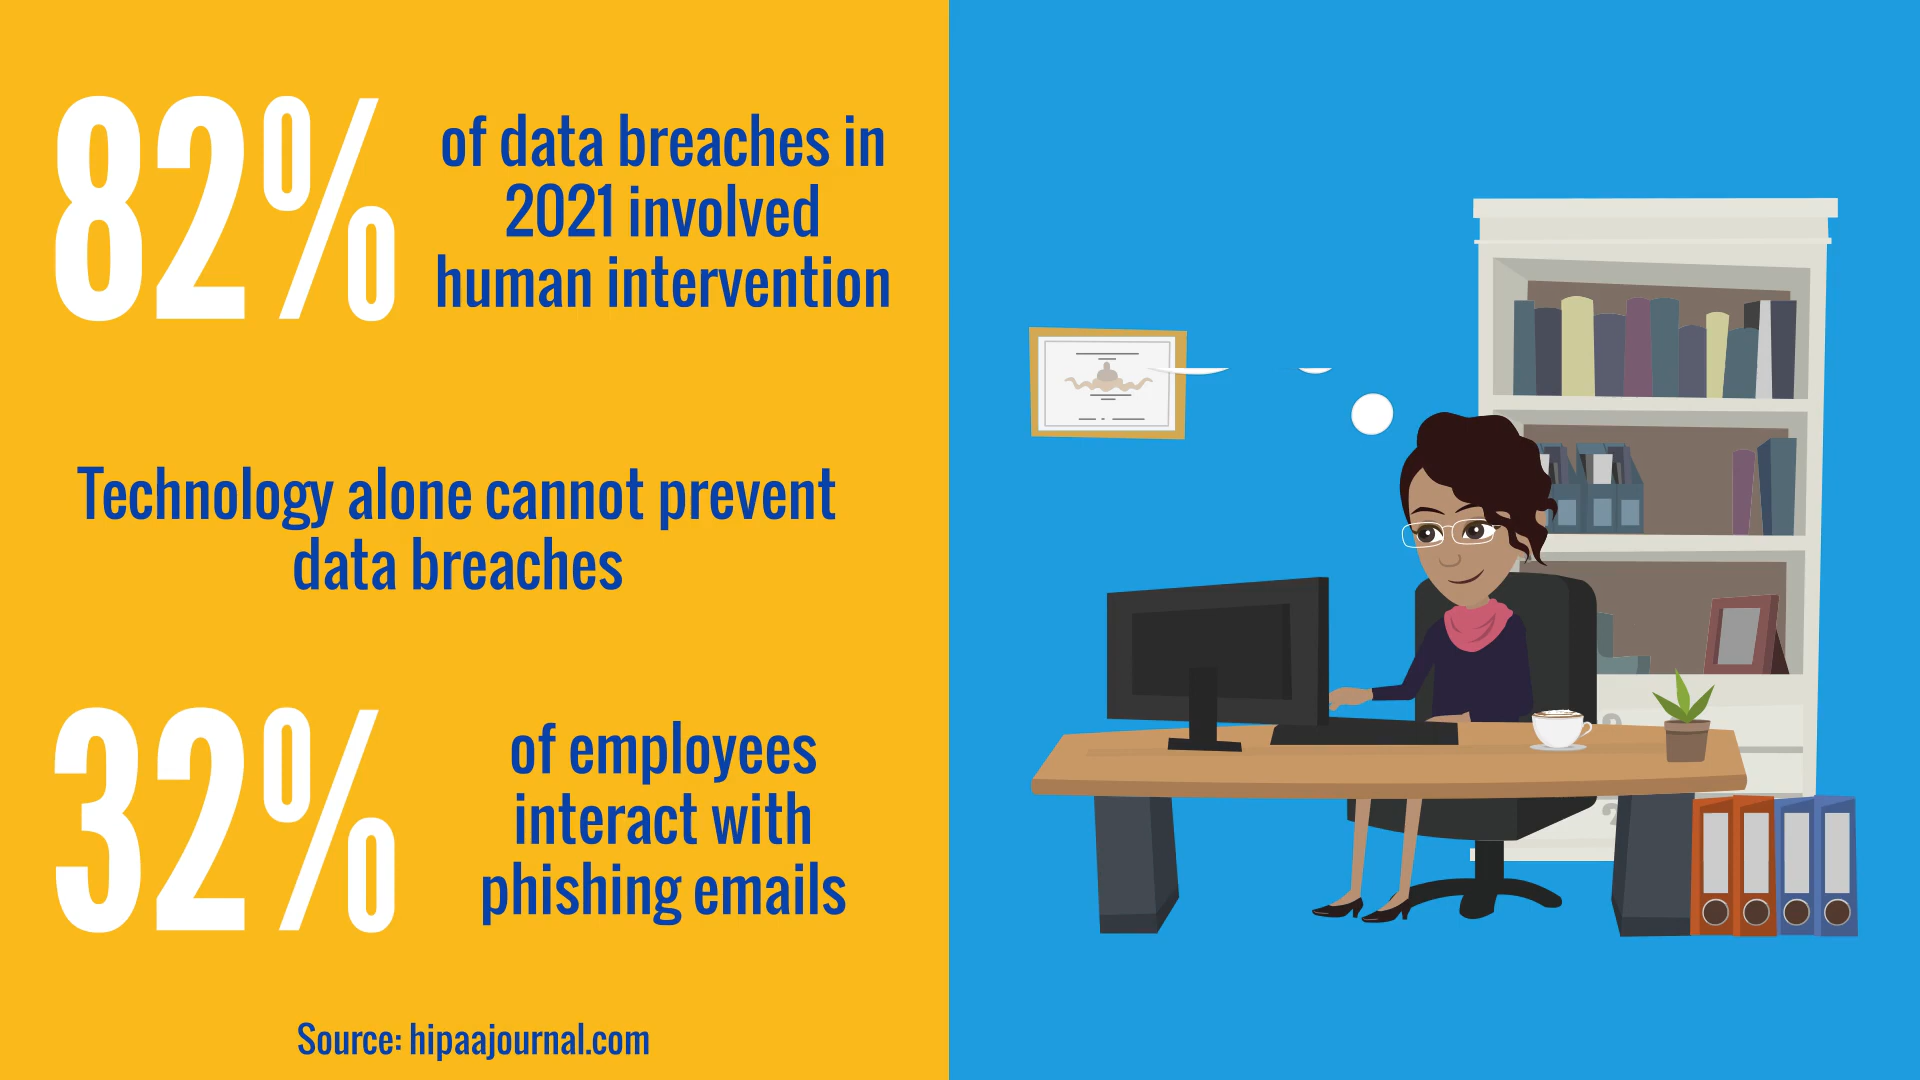 82%
of data breaches in
2021 involved
human intervention
Technology alone cannot prevent
data breaches
32%
of employees
interact with
phishing emails
Source: hipaajournal.com